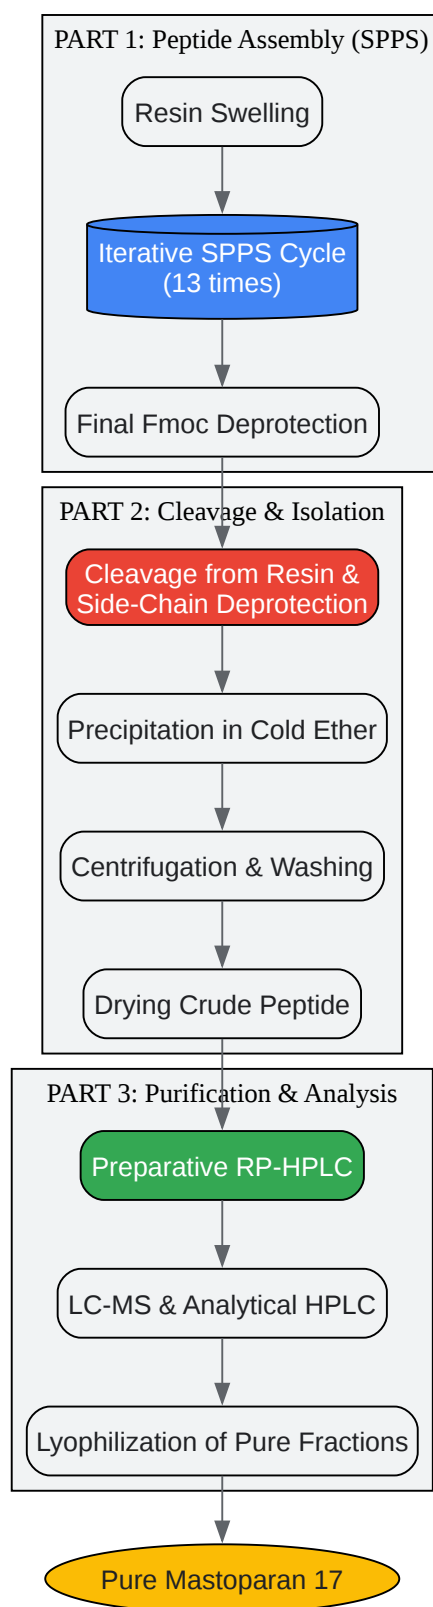 PART 1: Peptide Assembly (SPPS)
Resin Swelling
Iterative SPPS Cycle
(13 times)
Final Fmoc Deprotection
PART 2: Cleavage & Isolation
Cleavage from Resin &
Side-Chain Deprotection
Precipitation in Cold Ether
Centrifugation & Washing
Drying Crude Peptide
PART 3: Purification & Analysis
Preparative RP-HPLC
LC-MS & Analytical HPLC
Lyophilization of Pure Fractions
Pure Mastoparan 17